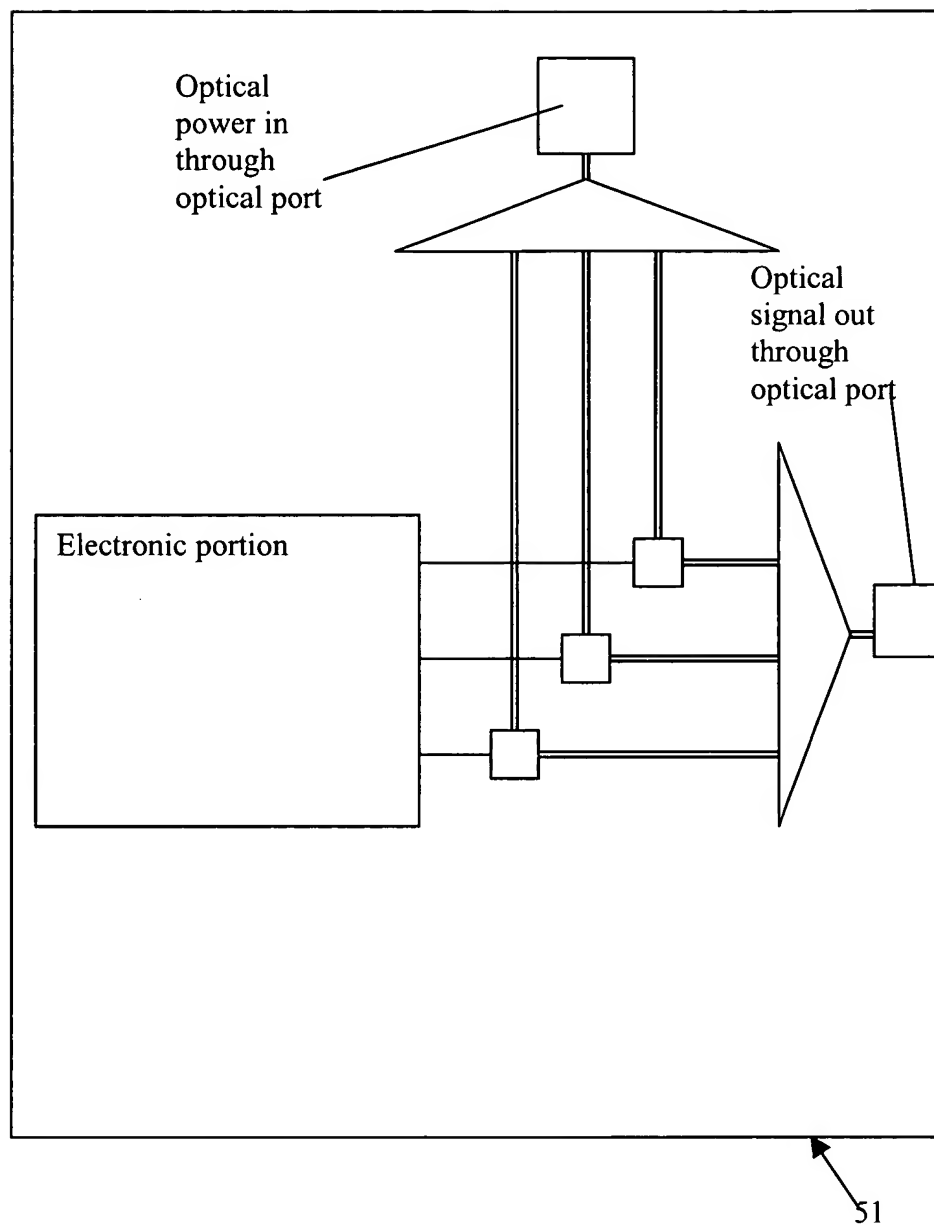 Optical
power in
through
optical port
Optical
signal out
through
optical port
Electronic portion
51